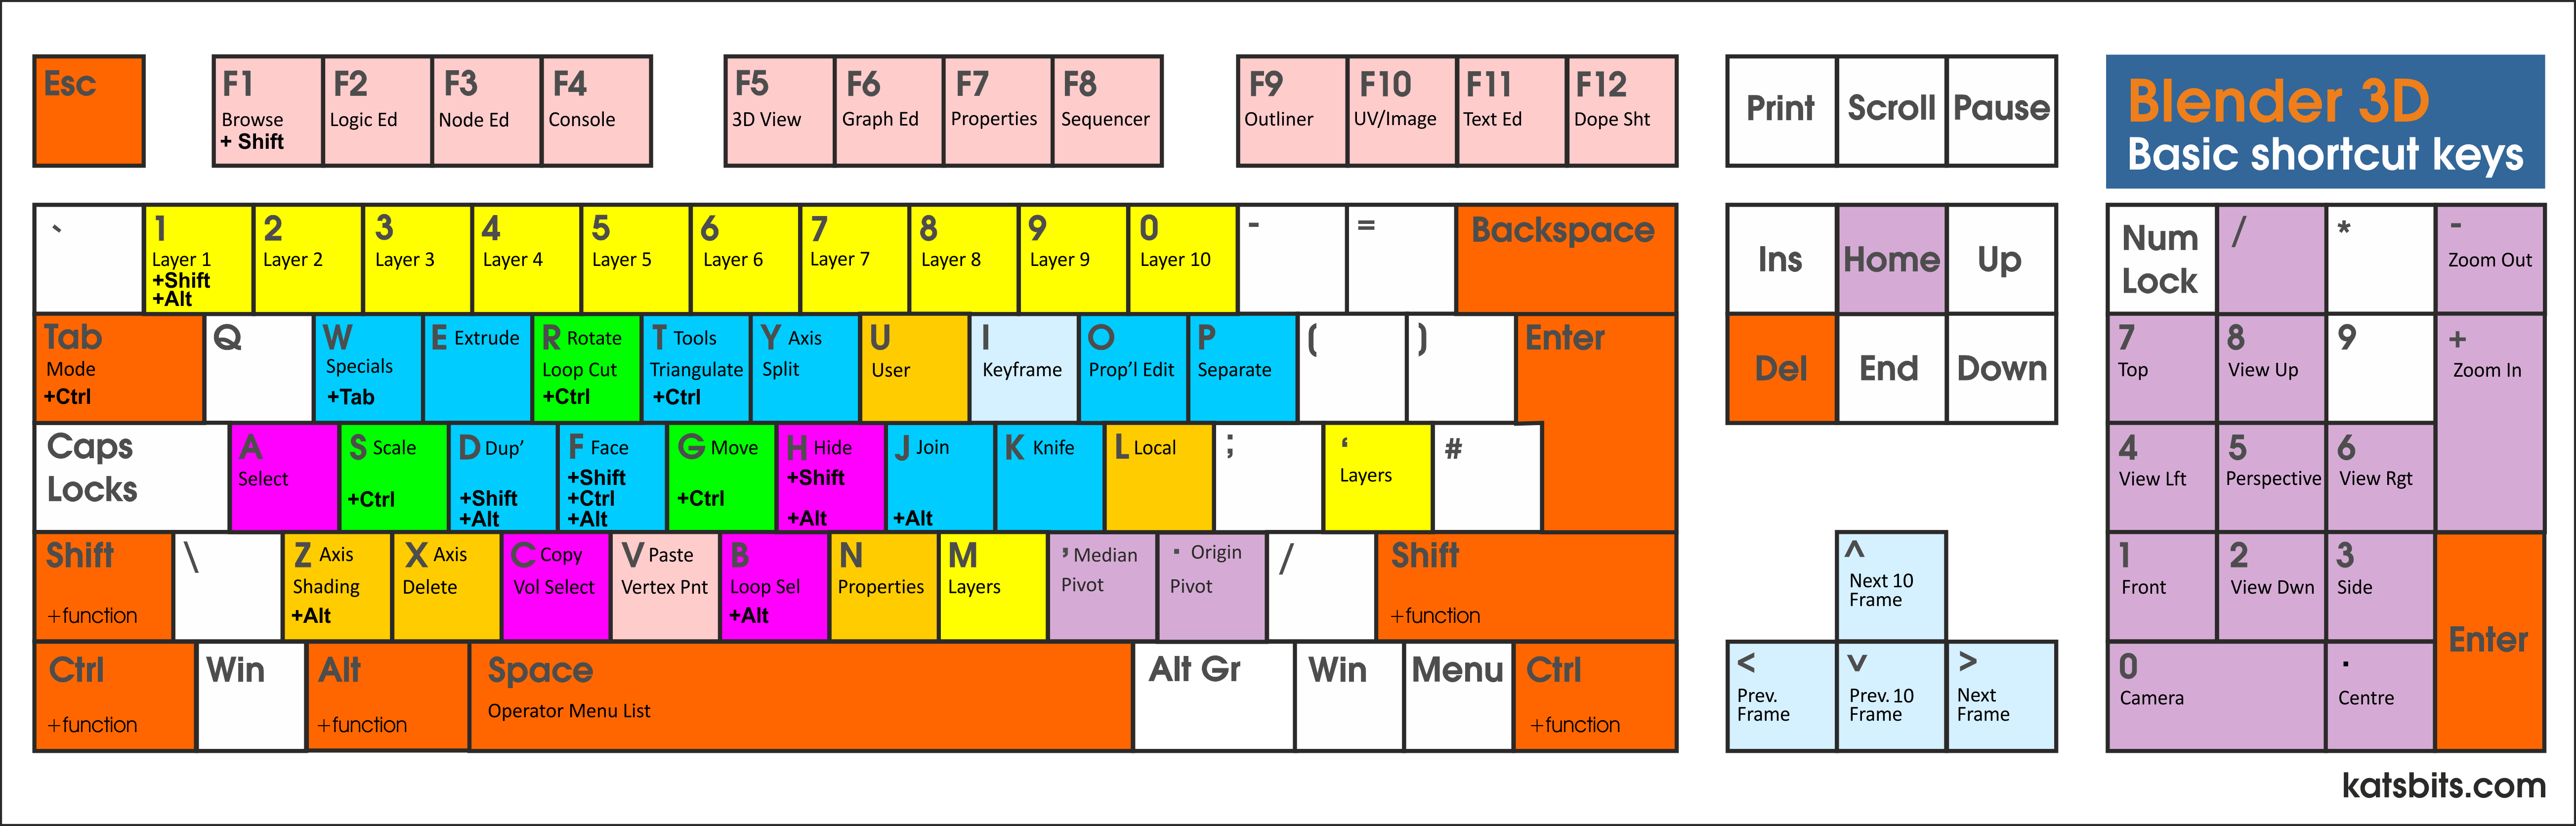 Esc
F1 F2 F3 F4 F5 F6 F7 F8 F9 F10 F11 F12
Browse Logic Ed Node Ed Console 3D View Graph Ed Properties Sequencer Outliner UV/Image Text Ed Dope Sht
+ Shift
Print Scroll Pause
Blender 3D
Basic shortcut keys
` 1 2 3 4 5 6 7 8 9 0 - = Backspace
Layer 1 Layer 2 Layer 3 Layer 4 Layer 5 Layer 6 Layer 7 Layer 8 Layer 9 Layer 10
+Shift
+Alt
Ins Home Up
Num Lock / * -
Zoom Out
Tab Q W E Extrude R Rotate T Tools Y Axis U I O P ( ) Enter
Mode Specials Loop Cut Triangulate Split User Keyframe Prop'l Edit Separate
+Ctrl +Tab +Ctrl +Ctrl
Del End Down
7 8 9 +
Top View Up Zoom In
Caps Locks A S Scale D Dup' F Face G Move H Hide J Join K Knife L Local ; ‘ #
Select +Shift +Shift Layers
+Ctrl +Shift +Ctrl +Ctrl
+Alt +Alt +Alt +Alt
4 5 6
View Lft Perspective View Rgt
Shift \ Z Axis X Axis C Copy V Paste B N M ’ Median · Origin / Shift
Shading Delete Vol Select Vertex Pnt Loop Sel Properties Layers Pivot Pivot
+function +Alt +Alt +function
^
Next 10
Frame
1 2 3
Front View Dwn Side
Enter
Ctrl Win Alt Space Alt Gr Win Menu Ctrl
Operator Menu List
+function +function +function
< v >
Prev. Prev. 10 Next
Frame Frame Frame
0 .
Camera Centre
katsbits.com